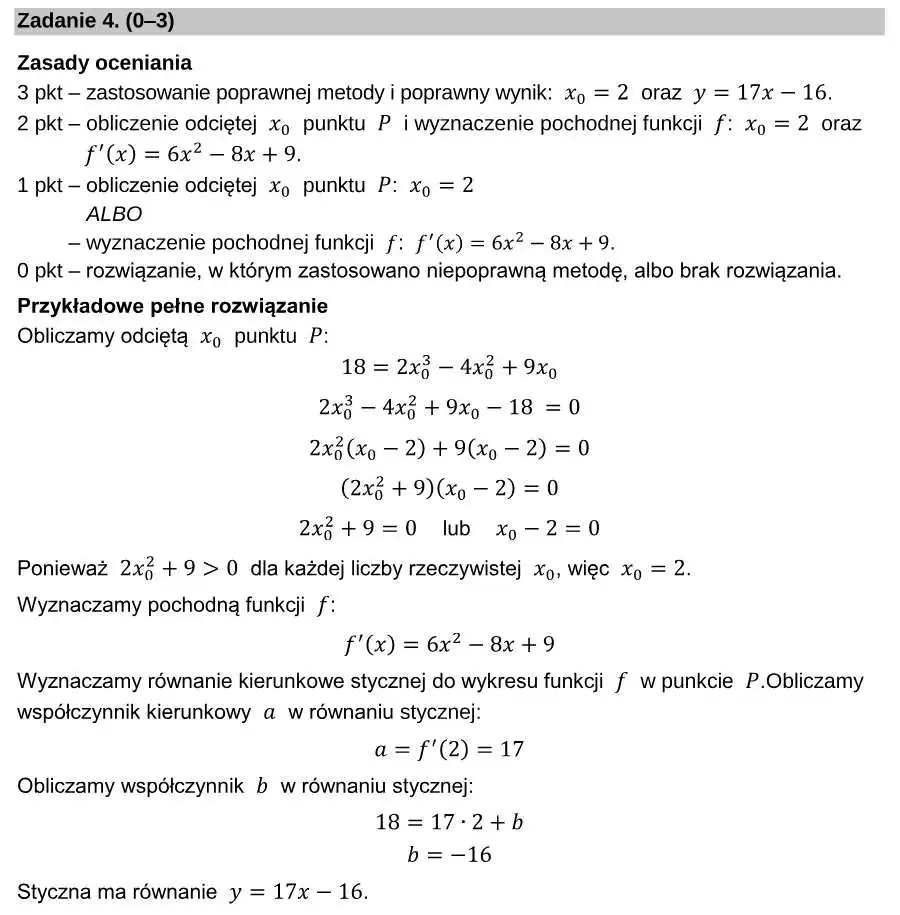 Zadanie 4. (0–3)
Zasady oceniania
3 pkt – zastosowanie poprawnej metody i poprawny wynik: x₀ = 2 oraz y = 17x − 16.
2 pkt – obliczenie odciętej x₀ punktu P i wyznaczenie pochodnej funkcji f: x₀ = 2 oraz
f′(x) = 6x² − 8x + 9.
1 pkt – obliczenie odciętej x₀ punktu P: x₀ = 2
ALBO
– wyznaczenie pochodnej funkcji f: f′(x) = 6x² − 8x + 9.
0 pkt – rozwiązanie, w którym zastosowano niepoprawną metodę, albo brak rozwiązania.
Przykładowe pełne rozwiązanie
Obliczamy odciętą x₀ punktu P:
18 = 2x₀³ − 4x₀² + 9x₀
2x₀³ − 4x₀² + 9x₀ − 18 = 0
2x₀²(x₀ − 2) + 9(x₀ − 2) = 0
(2x₀² + 9)(x₀ − 2) = 0
2x₀² + 9 = 0 lub x₀ − 2 = 0
Ponieważ 2x₀² + 9 > 0 dla każdej liczby rzeczywistej x₀, więc x₀ = 2.
Wyznaczamy pochodną funkcji f:
f′(x) = 6x² − 8x + 9
Wyznaczamy równanie kierunkowe stycznej do wykresu funkcji f w punkcie P.Obliczamy
współczynnik kierunkowy a w równaniu stycznej:
a = f′(2) = 17
Obliczamy współczynnik b w równaniu stycznej:
18 = 17 · 2 + b
b = −16
Styczna ma równanie y = 17x − 16.